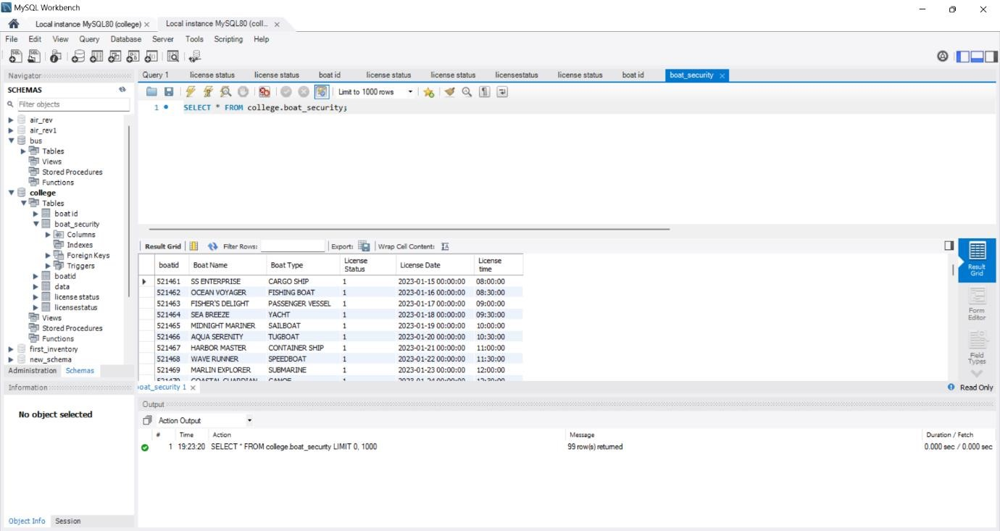 MySQL Workbench
Local instance MySQL80 (college) Local instance MySQL80 (coll...
File Edit View Query Database Server Tools Scripting Help
Navigator
SCHEMAS
Filter objects
air_rev
air_rev1
bus
Tables
Views
Stored Procedures
Functions
college
Tables
boat id
boat_security
Columns
Indexes
Foreign Keys
Triggers
boatid
data
license status
licensestatus
Views
Stored Procedures
Functions
first_inventory
new_schema
Administration Schemas
Information
No object selected
Object Info Session
Query 1 license status license status boat id license status license status licensestatus license status boat id boat_security
Limit to 1000 rows
1 SELECT * FROM college.boat_security;
Result Grid Filter Rows: Export: Wrap Cell Content:
boatid Boat Name Boat Type License Status License Date License time
521461 SS ENTERPRISE CARGO SHIP 1 2023-01-15 00:00:00 08:00:00
521462 OCEAN VOYAGER FISHING BOAT 1 2023-01-16 00:00:00 08:30:00
521463 FISHER'S DELIGHT PASSENGER VESSEL 1 2023-01-17 00:00:00 09:00:00
521464 SEA BREEZE YACHT 1 2023-01-18 00:00:00 09:30:00
521465 MIDNIGHT MARINER SAILBOAT 1 2023-01-19 00:00:00 10:00:00
521466 AQUA SERENITY TUGBOAT 1 2023-01-20 00:00:00 10:30:00
521467 HARBOR MASTER CONTAINER SHIP 1 2023-01-21 00:00:00 11:00:00
521468 WAVE RUNNER SPEEDBOAT 1 2023-01-22 00:00:00 11:30:00
521469 MARLIN EXPLORER SUBMARINE 1 2023-01-23 00:00:00 12:00:00
521470 COASTAL GUARDIAN CANOE 1 2023-01-24 00:00:00 12:30:00
Result Grid
Form Editor
Field Types
boat_security 1 Read Only
Output
Action Output
# Time Action Message Duration / Fetch
1 19:23:20 SELECT * FROM college.boat_security LIMIT 0, 1000 99 row(s) returned 0.000 sec / 0.000 sec